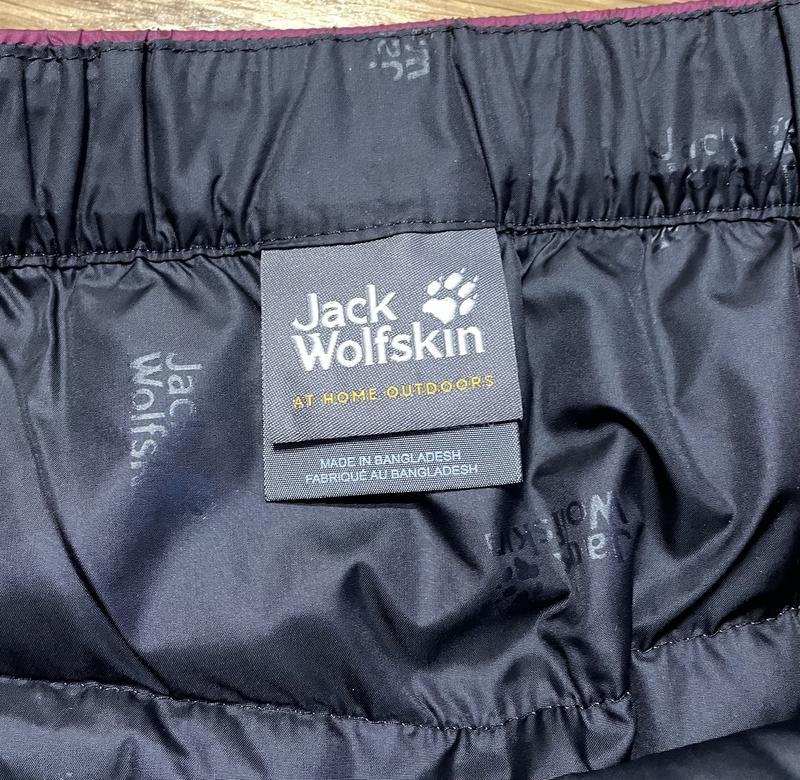 Jack
Wolfskin
AT HOME OUTDOORS
MADE IN BANGLADESH
FABRIQUÉ AU BANGLADESH